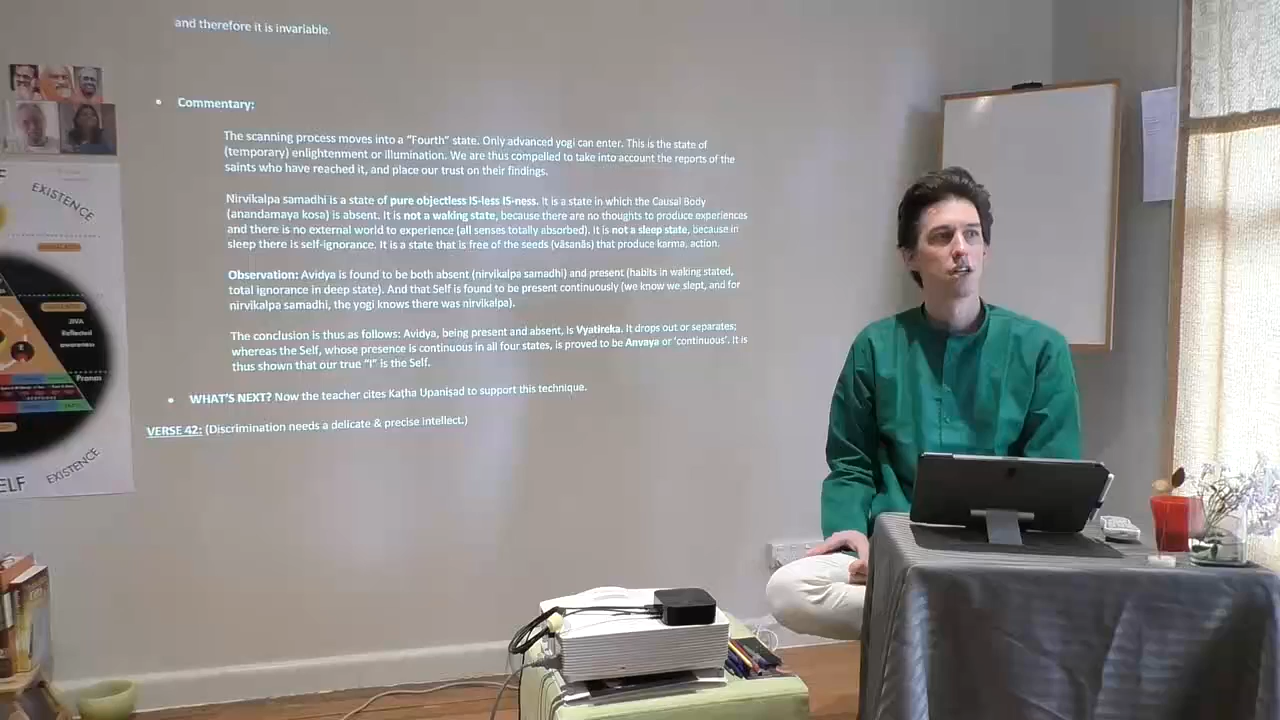 and therefore it is invariable.
• Commentary:
The scanning process moves into a “Fourth” state. Only advanced yogi can enter. This is the state of
(temporary) enlightenment or illumination. We are thus compelled to take into account the reports of the
saints who have reached it, and place our trust on their findings.
Nirvikalpa samadhi is a state of pure objectless IS-less IS-ness. It is a state in which the Causal Body
(anandamaya kosa) is absent. It is not a waking state, because there are no thoughts to produce experiences
and there is no external world to experience (all senses totally absorbed). It is not a sleep state, because in
sleep there is self-ignorance. It is a state that is free of the seeds (vāsanās) that produce karma, action.
Observation: Avidya is found to be both absent (nirvikalpa samadhi) and present (habits in waking stated,
total ignorance in deep state). And that Self is found to be present continuously (we know we slept, and for
nirvikalpa samadhi, the yogi knows there was nirvikalpa).
The conclusion is thus as follows: Avidya, being present and absent, is Vyatireka. It drops out or separates;
whereas the Self, whose presence is continuous in all four states, is proved to be Anvaya or ‘continuous’. It is
thus shown that our true “I” is the Self.
• WHAT’S NEXT? Now the teacher cites Kaṭha Upaniṣad to support this technique.
VERSE 42: (Discrimination needs a delicate & precise intellect.)
EXISTENCE
JIVA
Reflected
awareness
Pranas
EXISTENCE
ELF